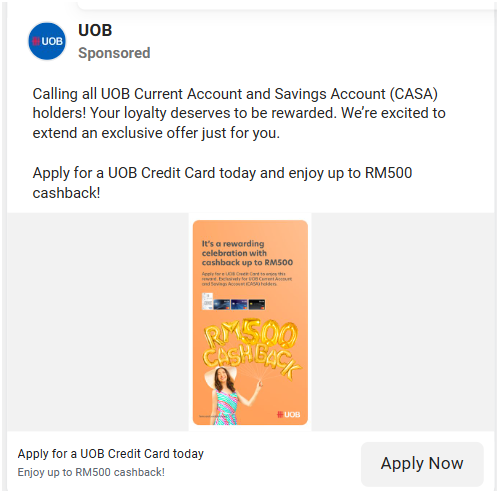 UOB
UOB
Sponsored
Calling all UOB Current Account and Savings Account (CASA)
holders! Your loyalty deserves to be rewarded. We’re excited to
extend an exclusive offer just for you.
Apply for a UOB Credit Card today and enjoy up to RM500
cashback!
It's a rewarding
celebration with
cashback up to RM500
Apply for a UOB Credit Card to enjoy this
reward. Exclusively for UOB Current Account
and Savings Account (CASA) holders.
RM500
CASHBACK
UOB
Apply for a UOB Credit Card today
Enjoy up to RM500 cashback!
Apply Now